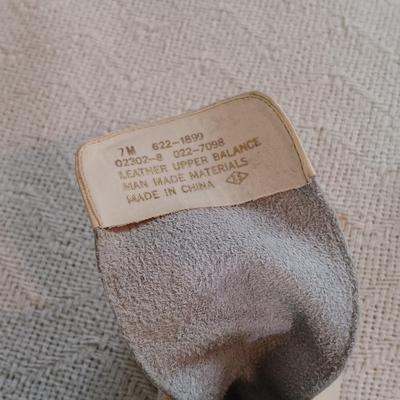 7M 622-1899
02302-8 022-7098
LEATHER UPPER BALANCE
MAN MADE MATERIALS
MADE IN CHINA